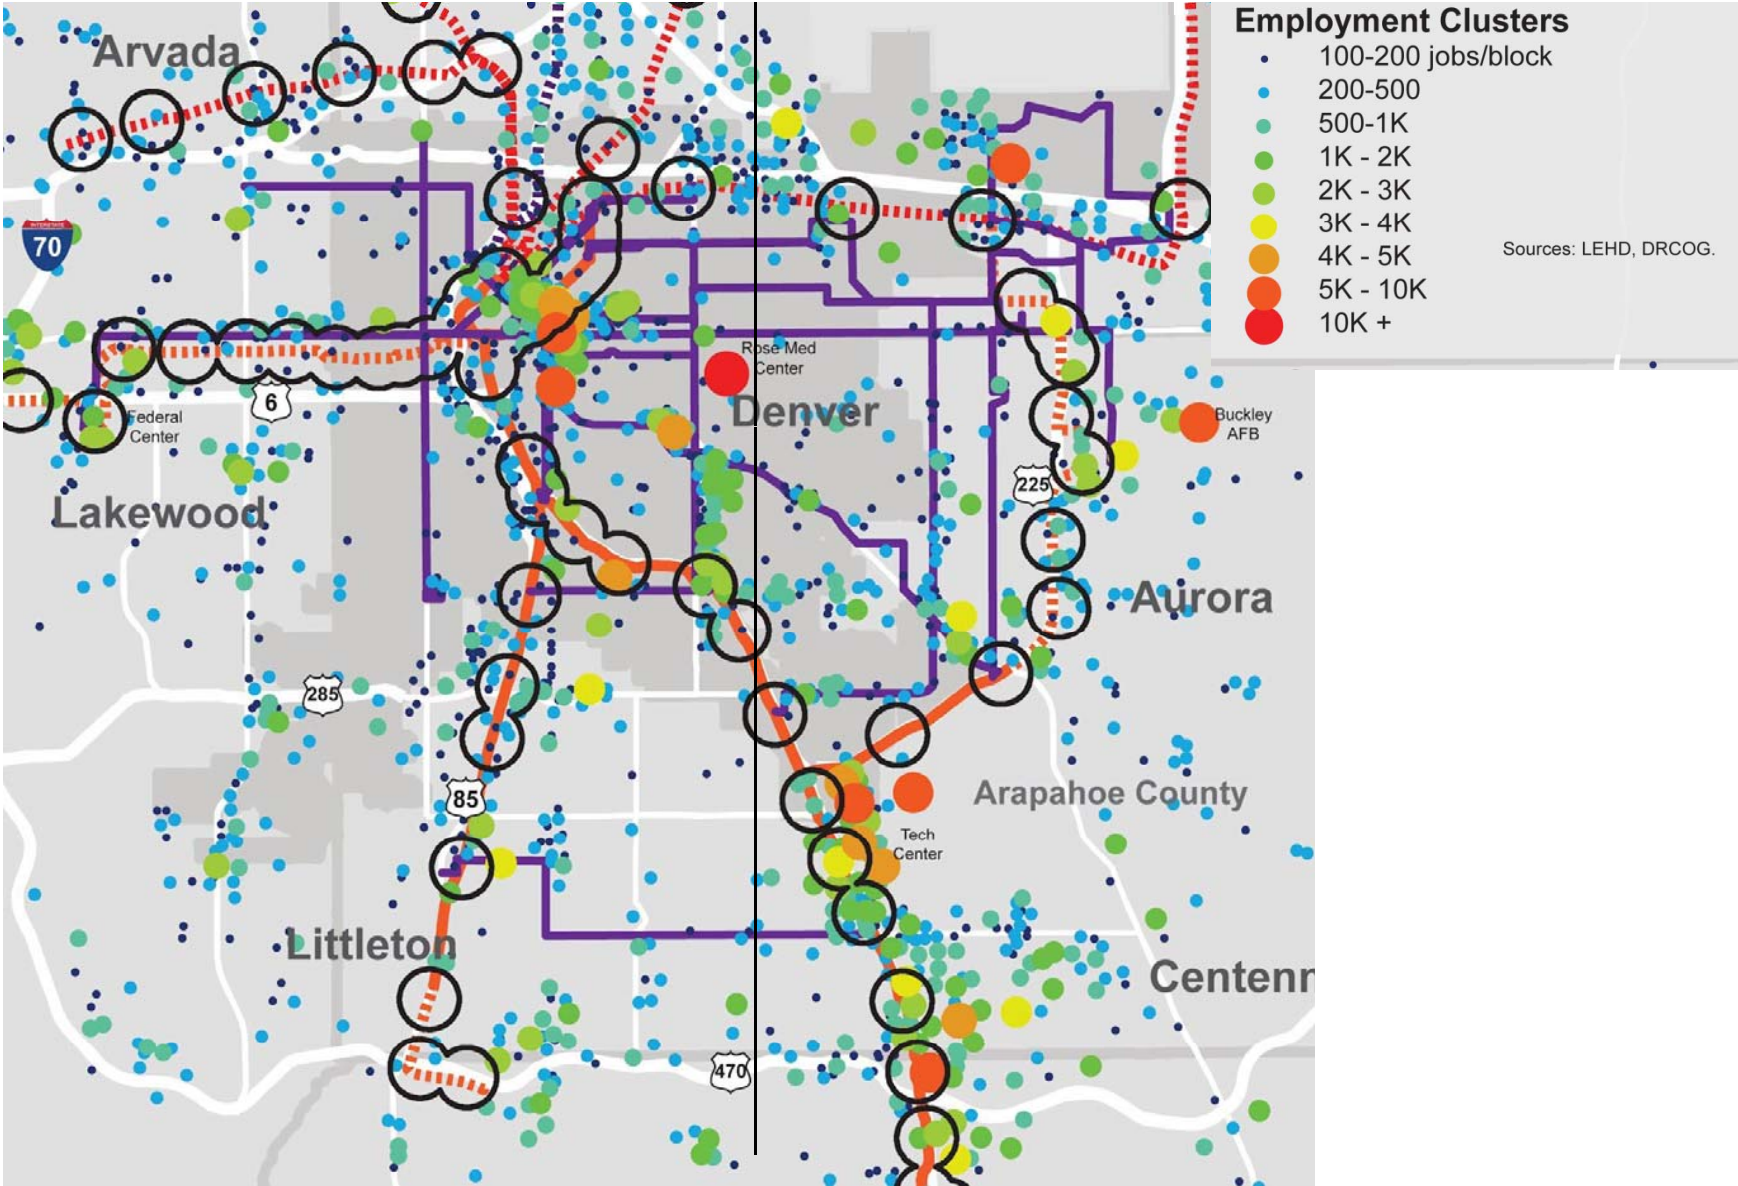 Employment Clusters
100-200 jobs/block
200-500
500-1K
1K - 2K
2K - 3K
3K - 4K
4K - 5K
5K - 10K
10K +
Sources: LEHD, DRCOG.
Arvada
INTERSTATE
70
Rose Med
Center
Denver
6
Federal
Center
Buckley
AFB
225
Lakewood
Aurora
285
85
Arapahoe County
Tech
Center
Littleton
Centenn
470